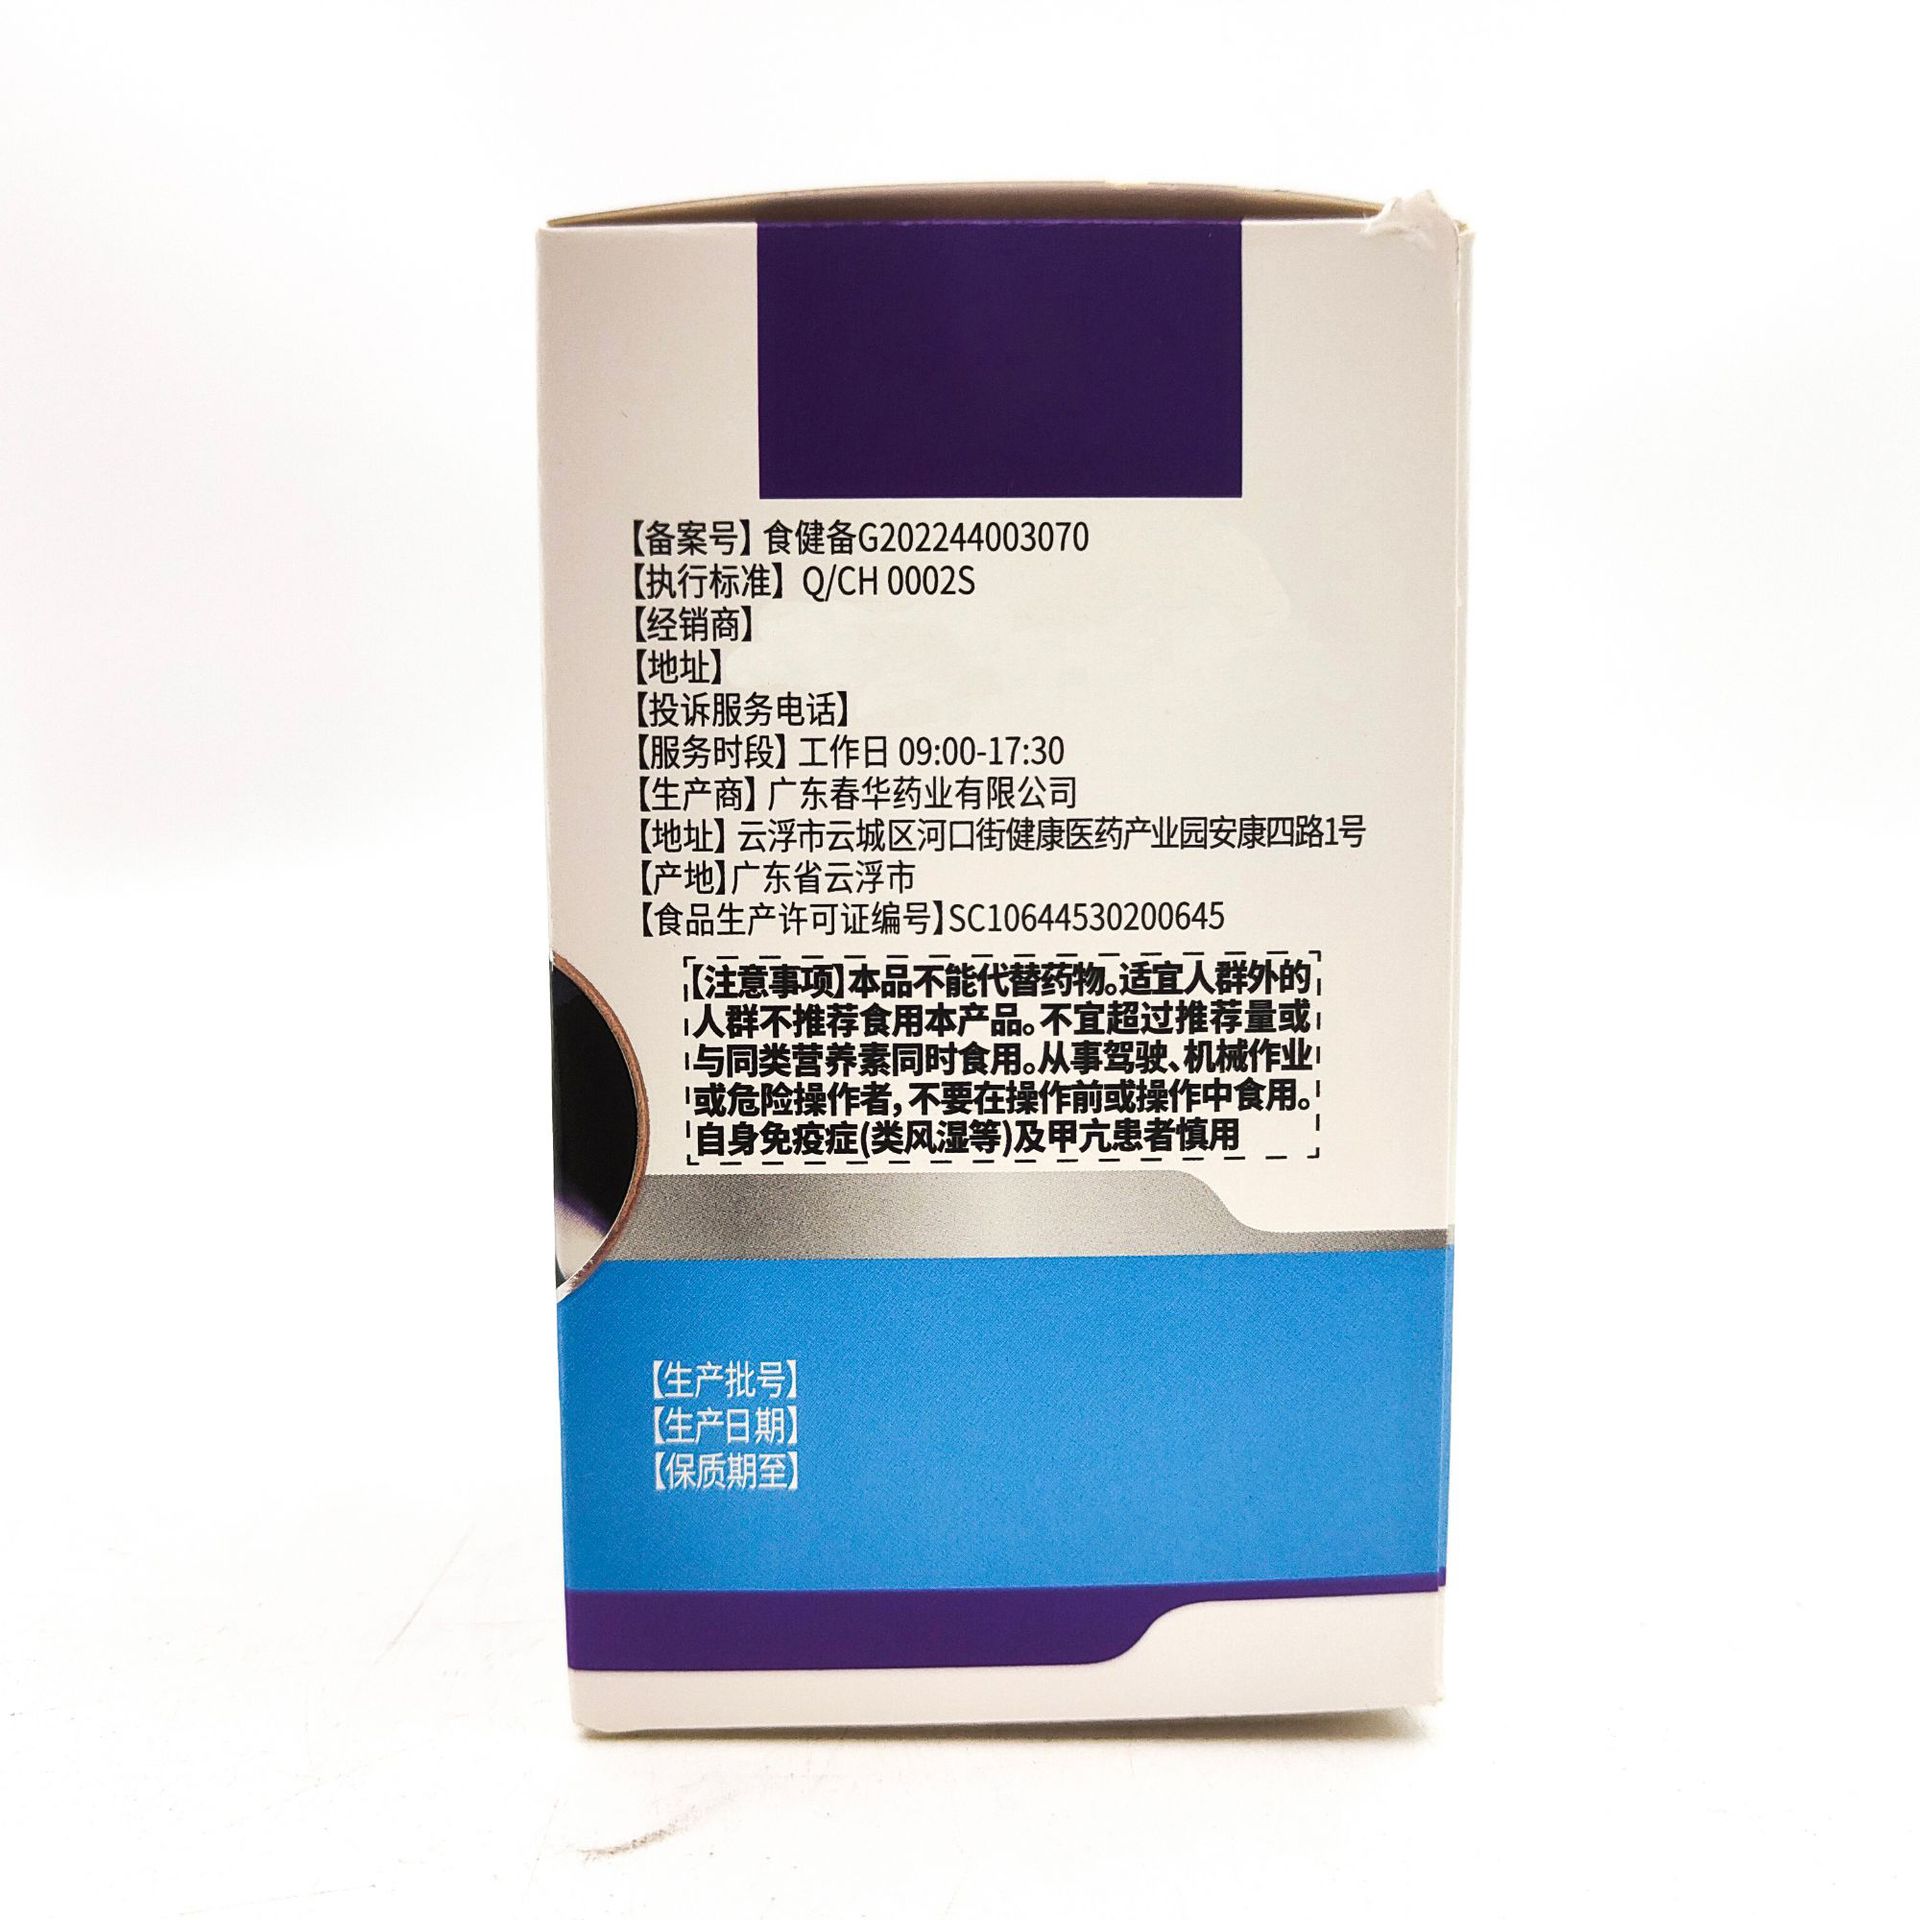 【备案号】食健备G202244003070
【执行标准】Q/CH 0002S
【经销商】
【地址】
【投诉服务电话】
【服务时段】工作日 09:00-17:30
【生产商】广东春华药业有限公司
【地址】云浮市云城区河口街健康医药产业园安康四路1号
【产地】广东省云浮市
【食品生产许可证编号】SC10644530200645
【注意事项】本品不能代替药物。适宜人群外的
人群不推荐食用本产品。不宜超过推荐量或
与同类营养素同时食用。从事驾驶、机械作业
或危险操作者,不要在操作前或操作中食用。
自身免疫症(类风湿等)及甲亢患者慎用
【生产批号】
【生产日期】
【保质期至】